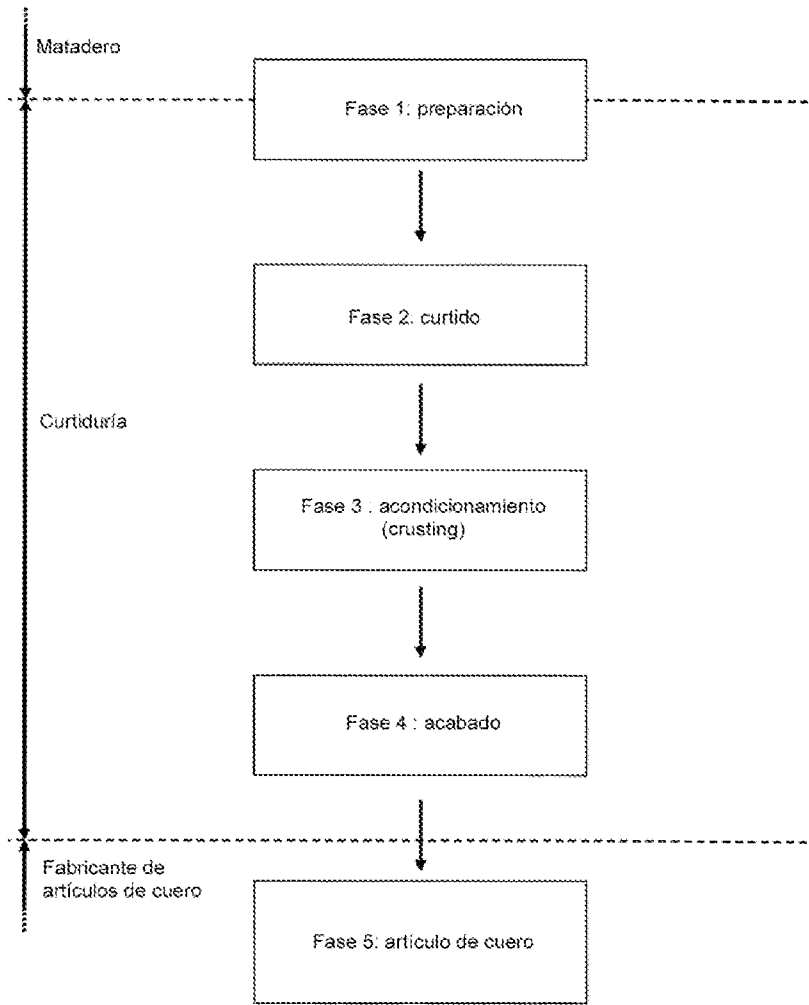 Matadero
Fase 1: preparación
Fase 2: curtido
Curtiduría
Fase 3 : acondicionamiento
(crusting)
Fase 4 : acabado
Fabricante de
artículos de cuero
Fase 5: artículo de cuero